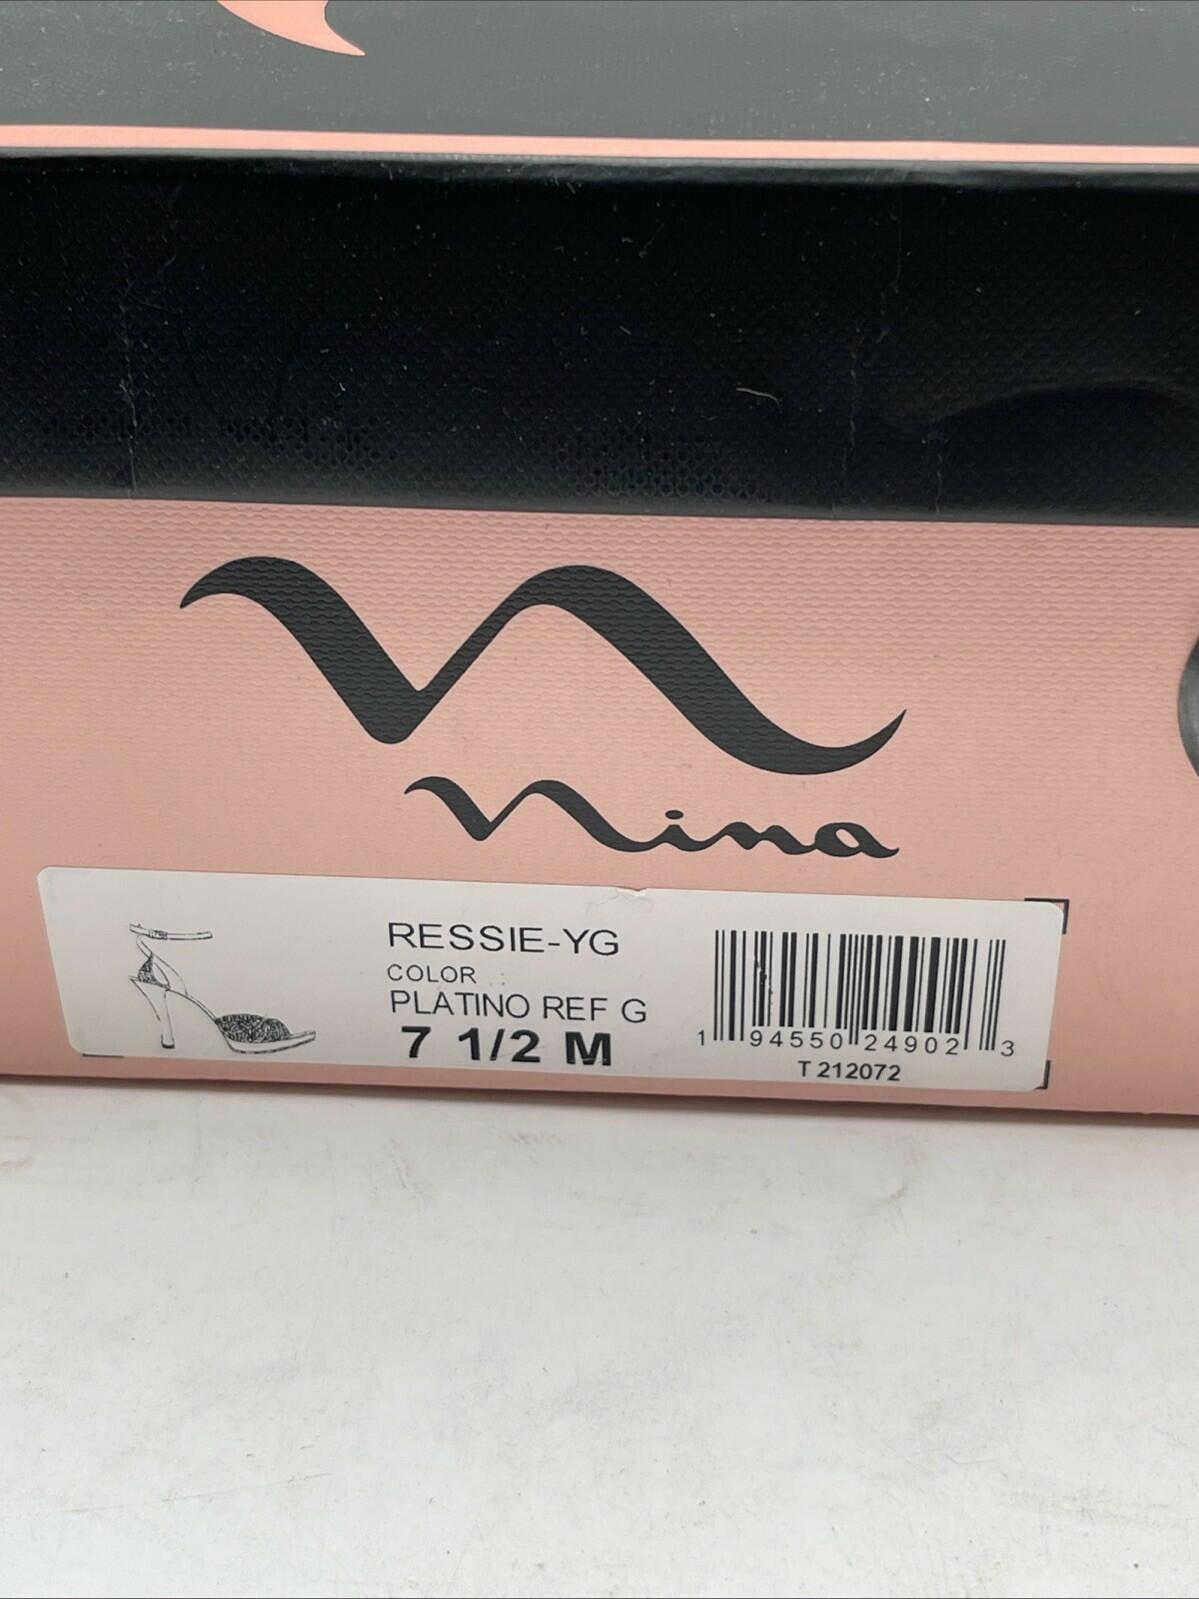 nina
RESSIE-YG
COLOR :
PLATINO REF G
7 1/2 M
1 94550 24902 3
T 212072